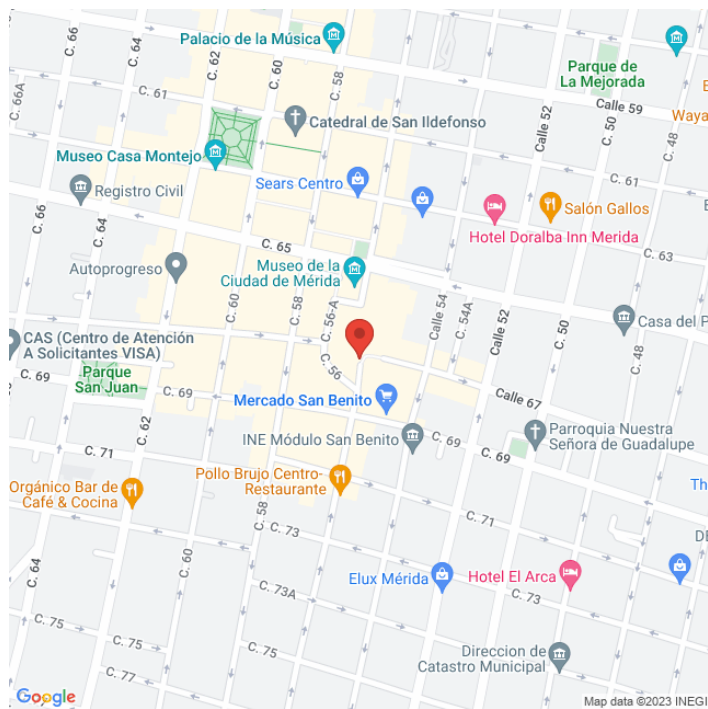 C. 64
C. 62
C. 60
C. 58
Palacio de la Música
Parque de
La Mejorada
C. 66A
C. 61
Calle 59
Catedral de San Ildefonso
Waya
Calle 52
C. 50
C. 48
Museo Casa Montejo
Sears Centro
C. 61
Registro Civil
Salón Gallos
Hotel Doralba Inn Merida
C. 66
C. 64
C. 65
C. 63
Autoprogreso
Museo de la
Ciudad de Mérida
C. 60
C. 58
C. 56-A
Calle 54
C. 54A
Calle 52
C. 50
C. 48
Casa del P
CAS (Centro de Atención
A Solicitantes VISA)
Parque
San Juan
C. 56
C. 69
Mercado San Benito
Calle 67
C. 62
INE Módulo San Benito
C. 69
C. 69
Parroquia Nuestra
Señora de Guadalupe
C. 71
Pollo Brujo Centro-
Restaurante
Orgánico Bar de
Café & Cocina
Th
C. 58
C. 73
C. 71
DE
C. 64
C. 60
Elux Mérida
Hotel El Arca
C. 73A
C. 73
C. 75
C. 75
Direccion de
Catastro Municipal
C. 77
Google
Map data ©2023 INEGI